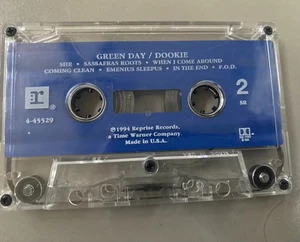 GREEN DAY / DOOKIE
SHE • SASSAFRAS ROOTS • WHEN I COME AROUND
COMING CLEAN • EMENIUS SLEEPUS • IN THE END • F.O.D.
r
4-45529
2
SR
℗1994 Reprise Records,
a Time Warner Company
Made in U.S.A.